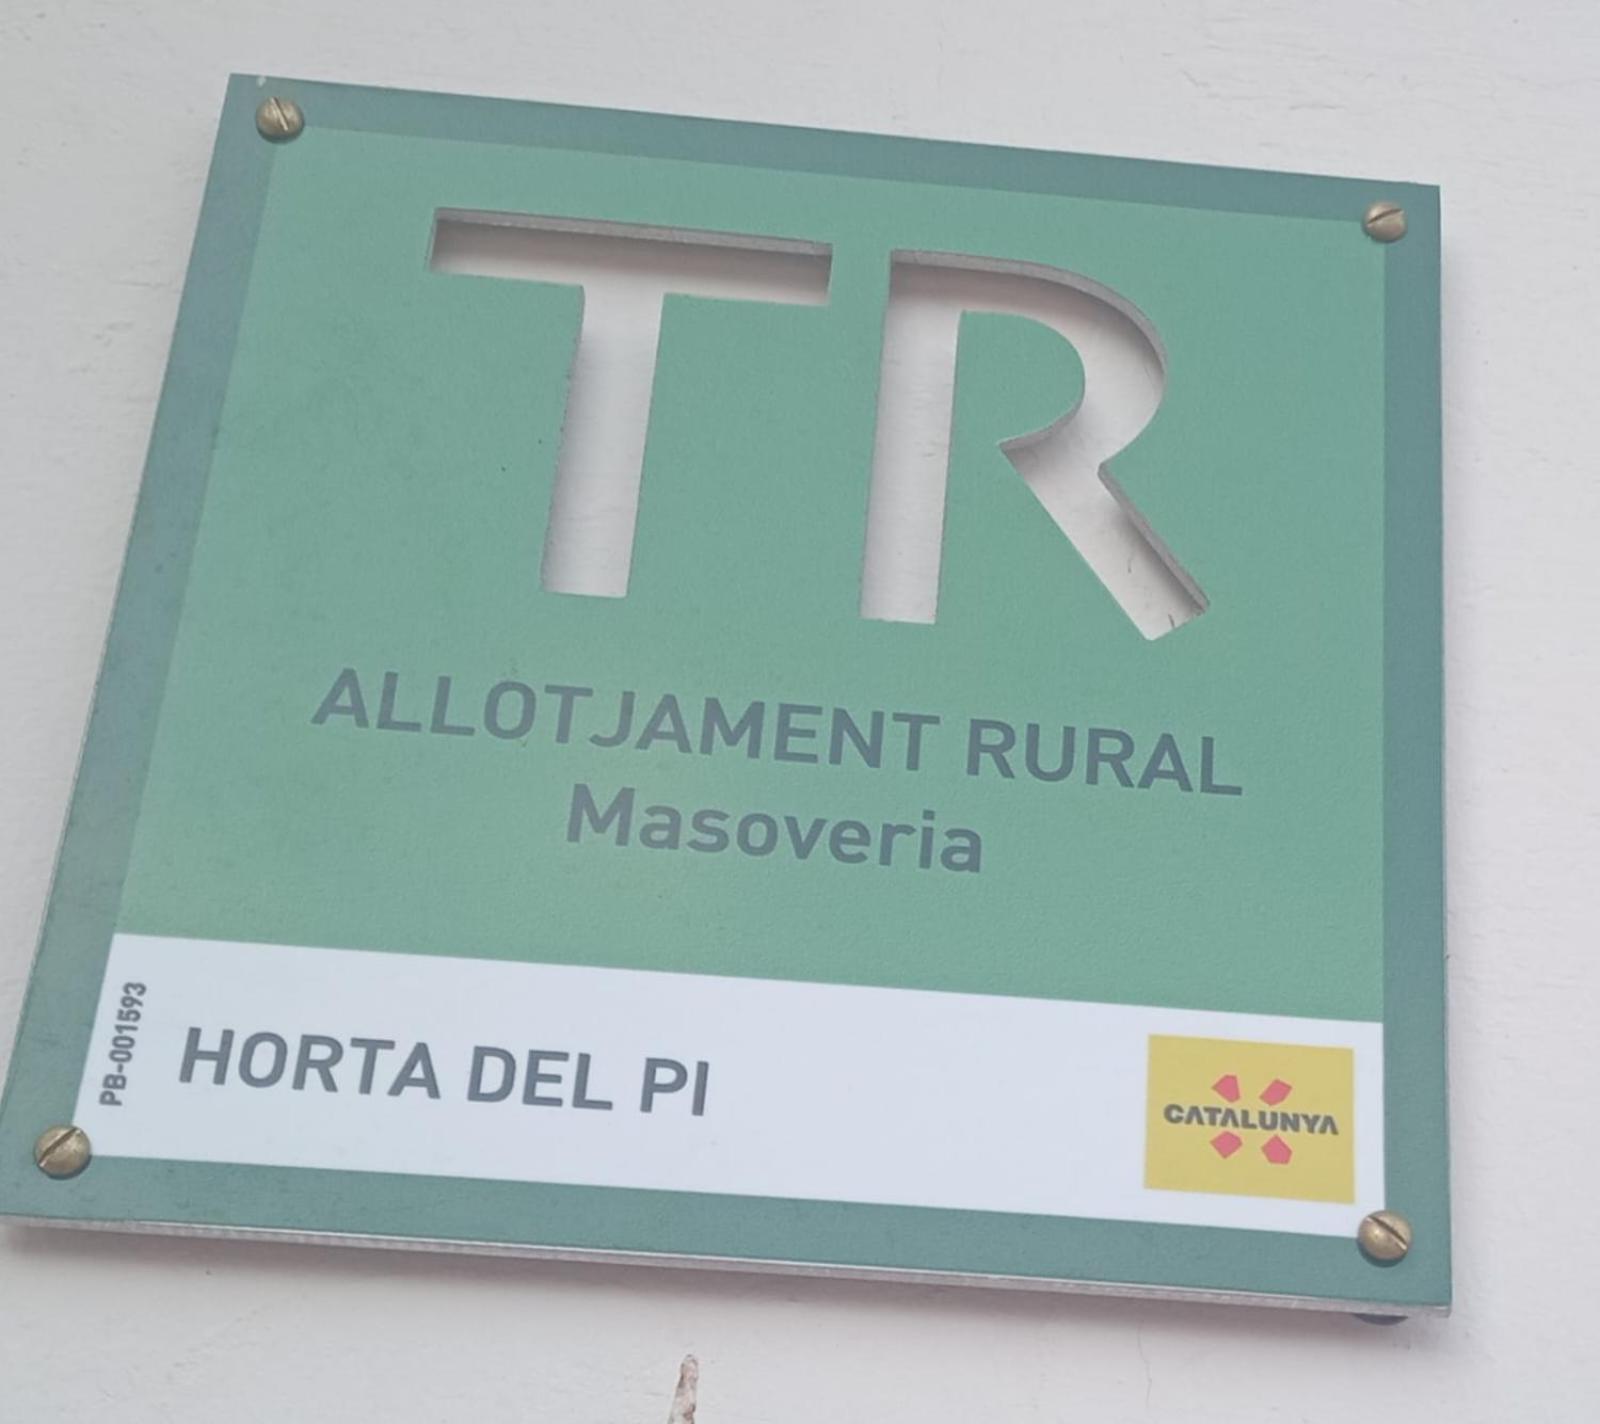 TR
ALLOTJAMENT RURAL
Masoveria
PB-001593
HORTA DEL PI
CATALUNYA